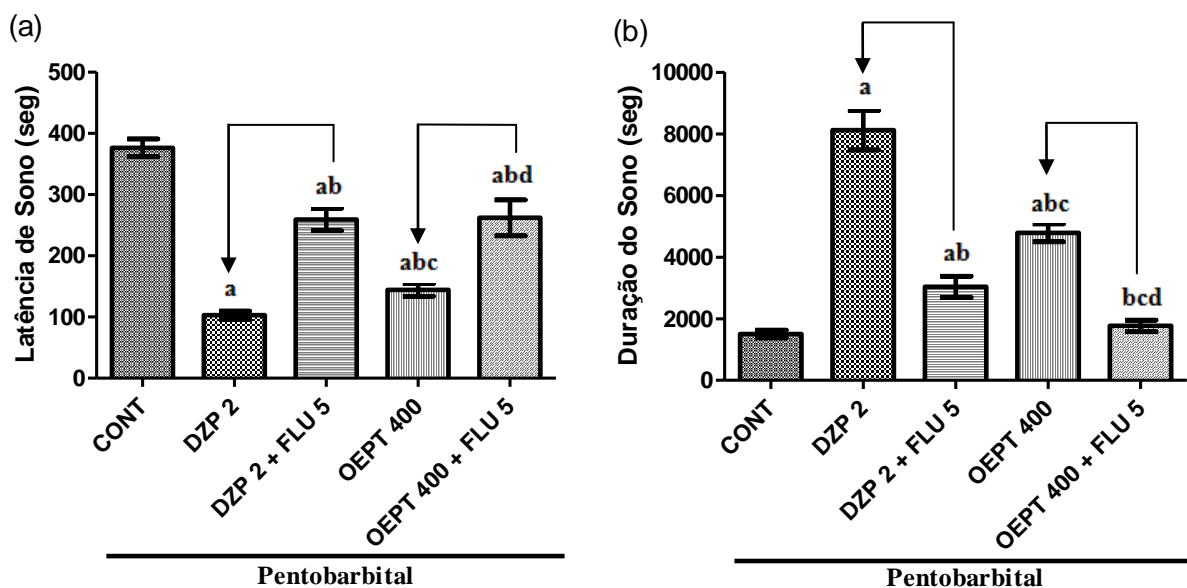 (a)
Latência de Sono (seg)
500
400
300
200
100
0
a
ab
abc
abd
CONT
DZP 2
DZP 2 + FLU 5
OEPT 400
OEPT 400 + FLU 5
Pentobarbital
(b)
Duração do Sono (seg)
10000
8000
6000
4000
2000
0
a
ab
abc
bcd
CONT
DZP 2
DZP 2 + FLU 5
OEPT 400
OEPT 400 + FLU 5
Pentobarbital